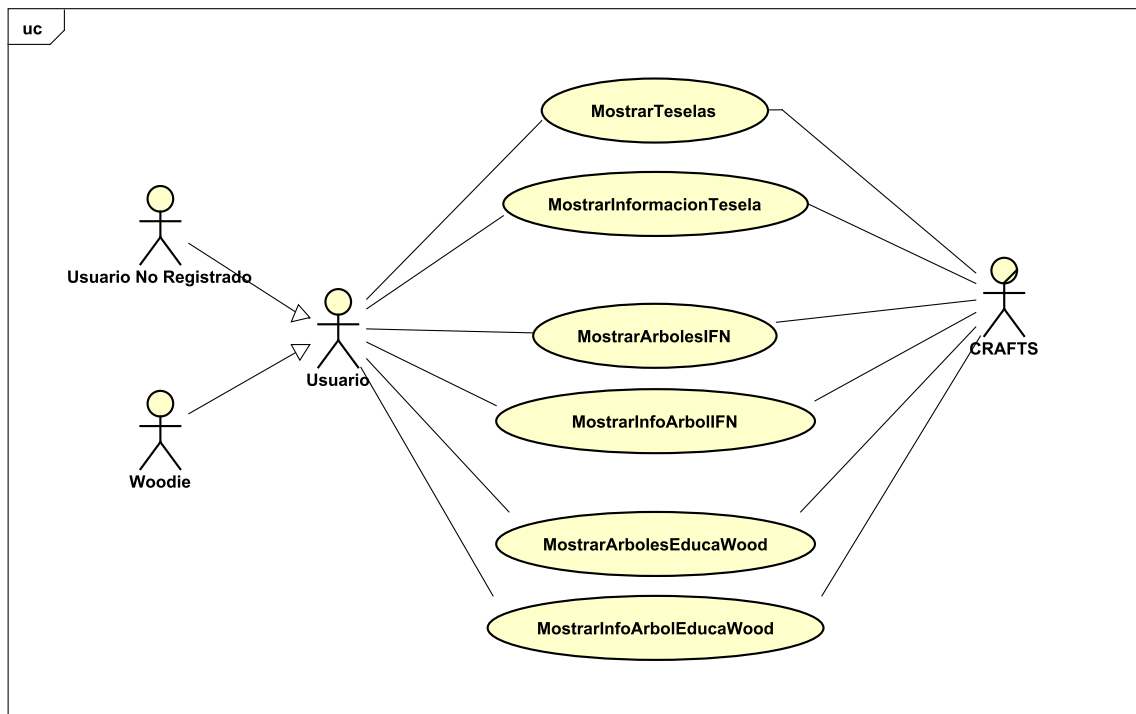 uc
MostrarTeselas
MostrarInformacionTesela
Usuario No Registrado
MostrarArbolesIFN
CRAFTS
Usuario
MostrarInfoArbolIFN
Woodie
MostrarArbolesEducaWood
MostrarInfoArbolEducaWood